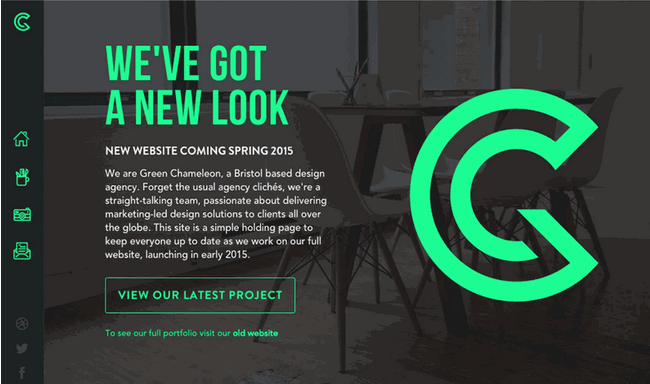 WE'VE GOT
A NEW LOOK
NEW WEBSITE COMING SPRING 2015
We are Green Chameleon, a Bristol based design
agency. Forget the usual agency clichés, we're a
straight-talking team, passionate about delivering
marketing-led design solutions to clients all over
the globe. This site is a simple holding page to
keep everyone up to date as we work on our full
website, launching in early 2015.
VIEW OUR LATEST PROJECT
To see our full portfolio visit our old website